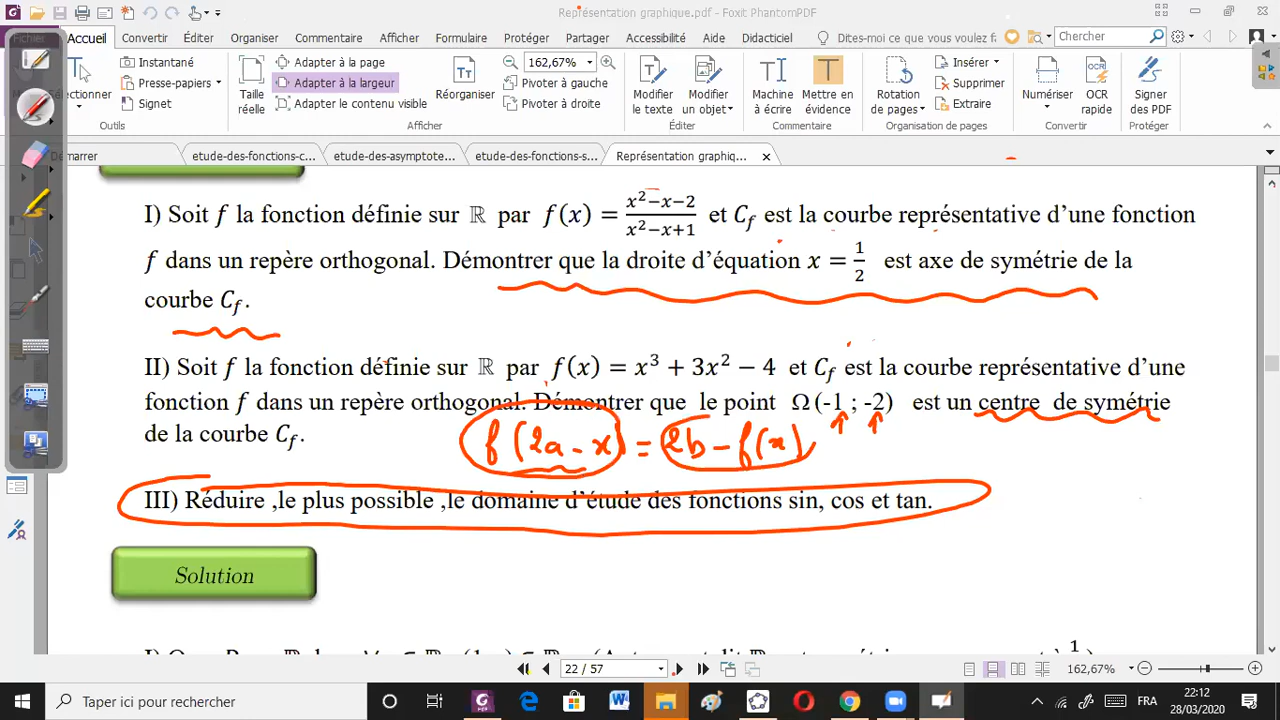 Représentation graphique.pdf - Foxit PhantomPDF
Fichier Accueil Convertir Éditer Organiser Commentaire Afficher Formulaire Protéger Partager Accessibilité Aide Didacticiel Dites-moi ce que vous voulez f Chercher
Instantané
Presse-papiers
Signet
Sélectionner
Outils
Taille réelle
Adapter à la page
Adapter à la largeur
Adapter le contenu visible
Réorganiser
162,67%
Pivoter à gauche
Pivoter à droite
Afficher
Modifier le texte
Modifier un objet
Éditer
Machine à écrire
Mettre en évidence
Commentaire
Rotation de pages
Insérer
Supprimer
Extraire
Organisation de pages
Numériser
OCR rapide
Convertir
Signer des PDF
Protéger
Démarrer etude-des-fonctions-c... etude-des-asymptote... etude-des-fonctions-s... Représentation graphiq...
I) Soit f la fonction définie sur ℝ par f(x) = (x²−x−2)/(x²−x+1) et C_f est la courbe représentative d’une fonction
f dans un repère orthogonal. Démontrer que la droite d’équation x = 1/2 est axe de symétrie de la
courbe C_f.
II) Soit f la fonction définie sur ℝ par f(x) = x³ + 3x² − 4 et C_f est la courbe représentative d’une
fonction f dans un repère orthogonal. Démontrer que le point Ω (-1 ; -2) est un centre de symétrie
de la courbe C_f.
f(2a - x) = 2b - f(x)
III) Réduire ,le plus possible ,le domaine d’étude des fonctions sin, cos et tan.
Solution
22 / 57
162,67%
Taper ici pour rechercher
FRA
22:12
28/03/2020